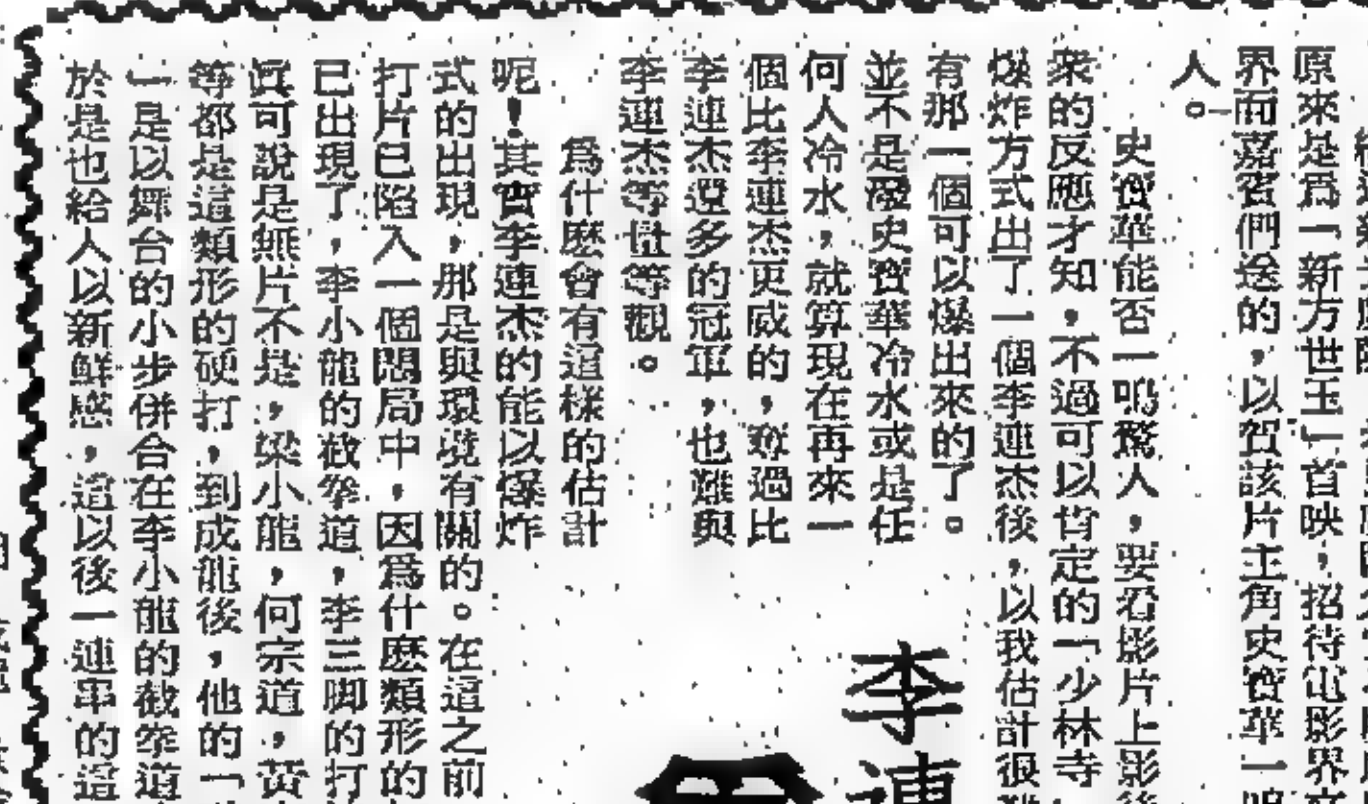 原來是爲「新方世玉」首映，招待電影界
界而嘉賓們送的，以賀該片主角史寶華一鳴
人。
史寶華能否一鳴驚人，要看影片上影後
衆的反應才知，不過可以肯定的「少林寺
爆炸方式出了一個李連杰後，以我估計很難
有那一個可以爆出來的了。
並不是潑史寶華冷水或是任
何人冷水，就算現在再來一
個比李連杰更威的，過比
李連杰還多的冠軍，也難與
李連杰等量等觀。
爲什麽會有這樣的估計
呢！其實李連杰的能以爆炸
式的出現，那是與環境有關的。在這之前
打片已陷入一個悶局中，因爲什麽類形的
已出現了，李小龍的截拳道，李三脚的打
眞可說是無片不是，梁小龍，何宗道，黃
等都是這類形的硬打，到成龍後，他的「
一是以舞台的小步併合在李小龍的截拳道
於是也給人以新鮮感，這以後一連串的這
李連